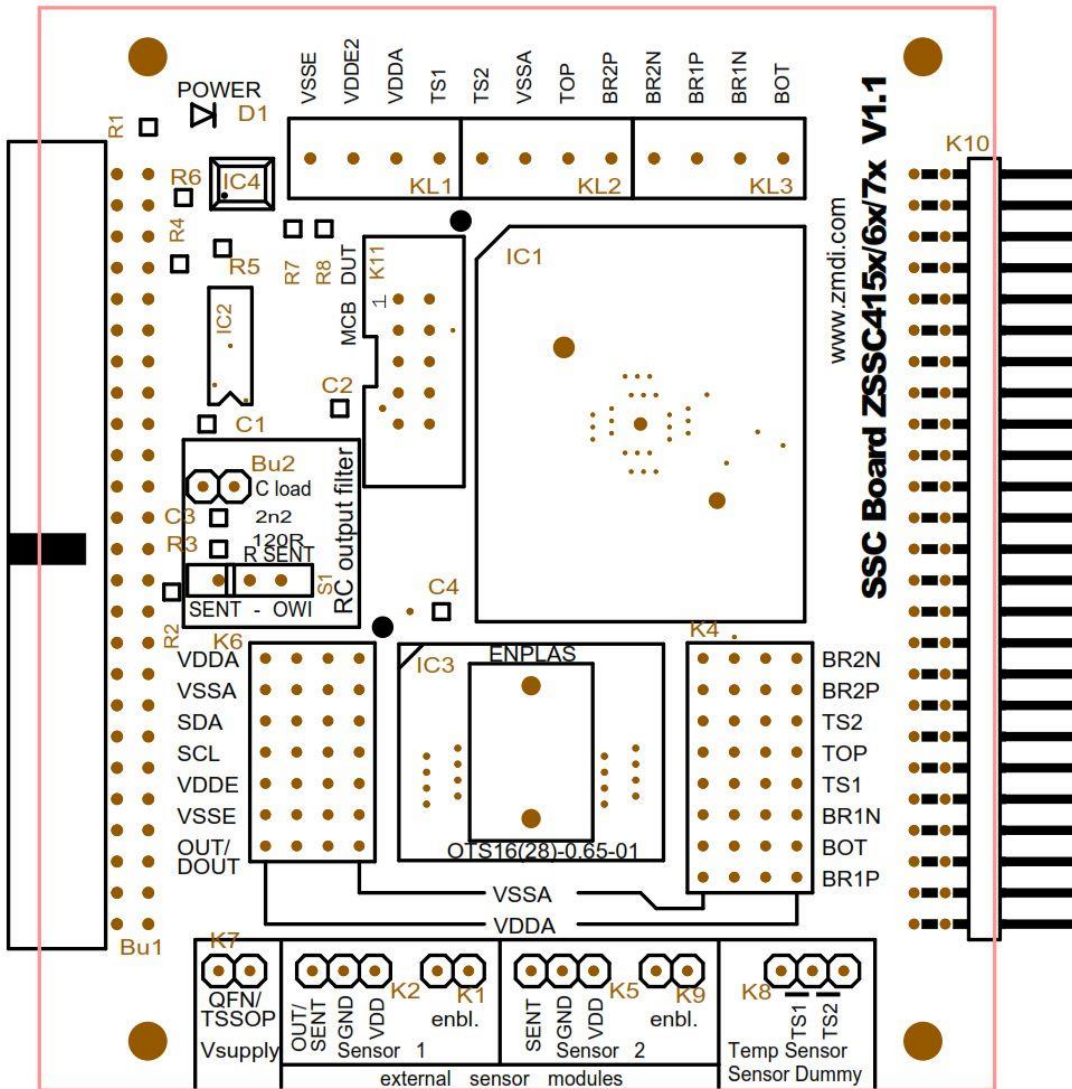 VSSE
VDDE2
VDDA
TS1
TS2
VSSA
TOP
BR2P
BR2N
BR1P
BR1N
BOT
POWER
D1
R1
KL1
KL2
KL3
K10
R6
IC4
R4
R5
R7
R8
MCB DUT
K11
1
IC1
www.zmdi.com
SSC Board ZSSC415x/6x/7x V1.1
IC2
C2
C1
Bu2
C load
C3
2n2
R3
120R
R SENT
S1
RC output filter
SENT - OWI
R2
C4
K6
VDDA
VSSA
SDA
SCL
VDDE
VSSE
OUT/
DOUT
IC3
ENPLAS
OTS16(28)-0.65-01
K4
BR2N
BR2P
TS2
TOP
TS1
BR1N
BOT
BR1P
VSSA
VDDA
Bu1
K7
QFN/
TSSOP
Vsupply
K2
K1
OUT/
SENT
GND
VDD
enbl.
Sensor 1
K5
K9
SENT
GND
VDD
enbl.
Sensor 2
external sensor modules
K8
TS1
TS2
Temp Sensor
Sensor Dummy